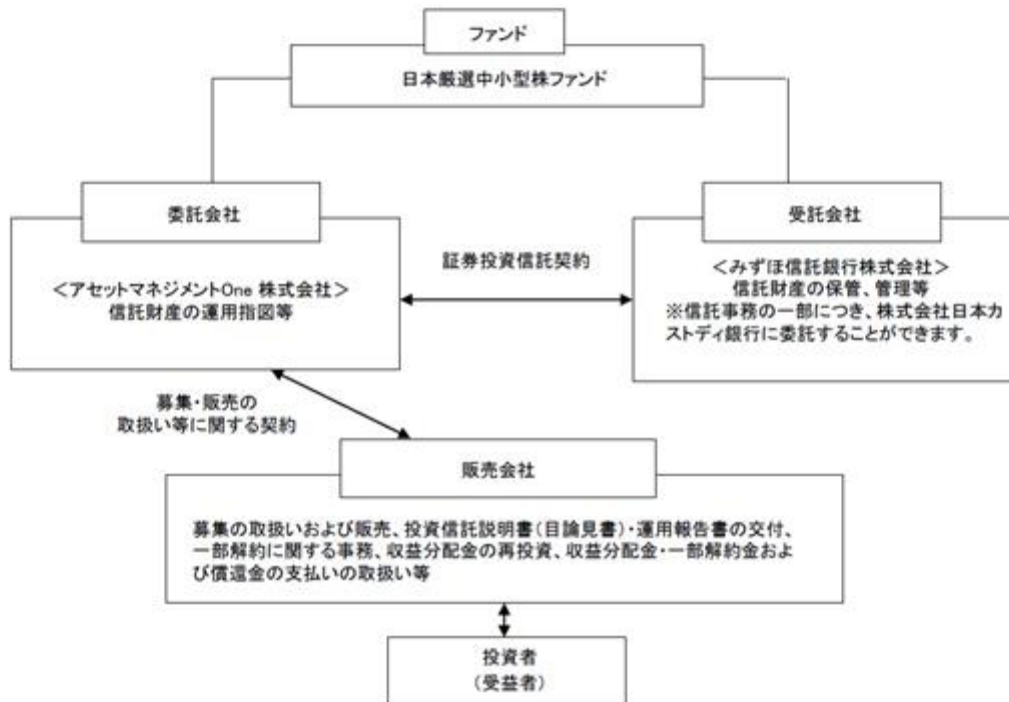 ファンド
日本厳選中小型株ファンド
委託会社
<アセットマネジメントOne 株式会社>
信託財産の運用指図等
証券投資信託契約
受託会社
<みずほ信託銀行株式会社>
信託財産の保管、管理等
※信託事務の一部につき、株式会社日本カ
ストディ銀行に委託することができます。
募集・販売の
取扱い等に関する契約
販売会社
募集の取扱いおよび販売、投資信託説明書(目論見書)・運用報告書の交付、
一部解約に関する事務、収益分配金の再投資、収益分配金・一部解約金およ
び償還金の支払いの取扱い等
投資者
(受益者)